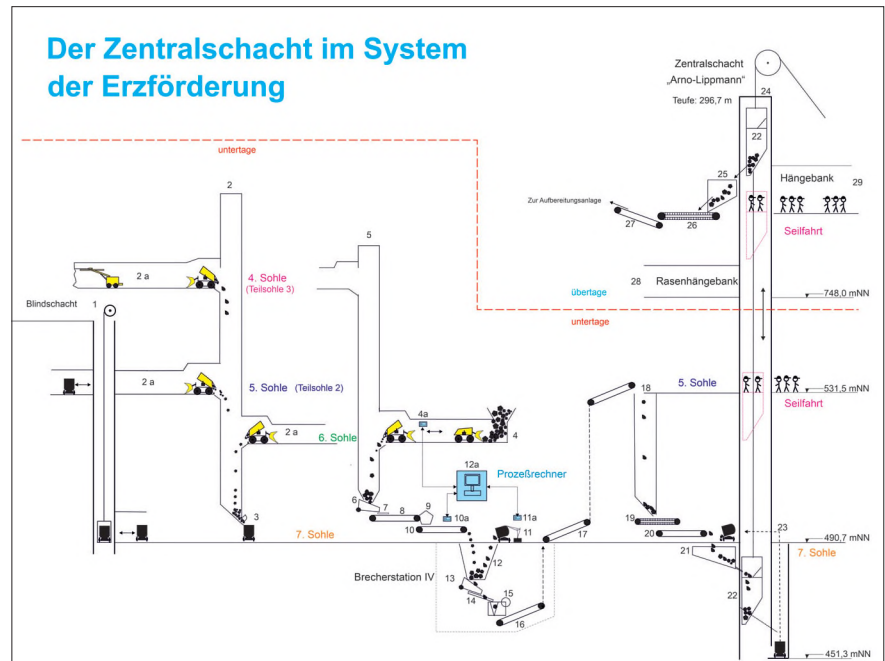 Der Zentralschacht im System
der Erzförderung
Zentralschacht
„Arno-Lippmann"
Teufe: 296,7 m
24
untertage
22
2
25
Hängebank
29
Zur Aufbereitungsanlage
27
26
Seilfahrt
5
2 a
4. Sohle
(Teilsohle 3)
28
Rasenhängebank
übertage
748,0 mNN
Blindschacht
1
untertage
2 a
5. Sohle
(Teilsohle 2)
18
5. Sohle
531,5 mNN
Seilfahrt
4a
2 a
6. Sohle
4
12a
Prozeßrechner
6
7
8
9
3
10a
11a
19
10
11
17
20
23
7. Sohle
490,7 mNN
12
21
7. Sohle
Brecherstation IV
13
14
15
16
22
451,3 mNN